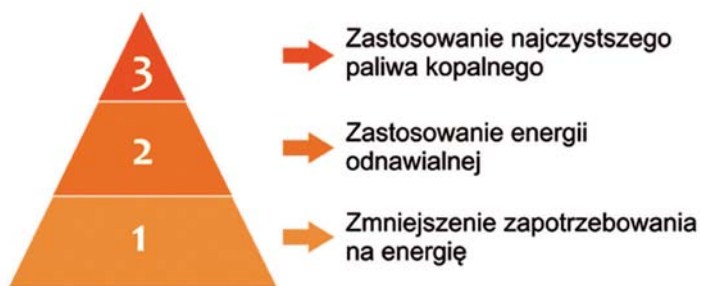 3
Zastosowanie najczystszego
paliwa kopalnego
2
Zastosowanie energii
odnawialnej
1
Zmniejszenie zapotrzebowania
na energię